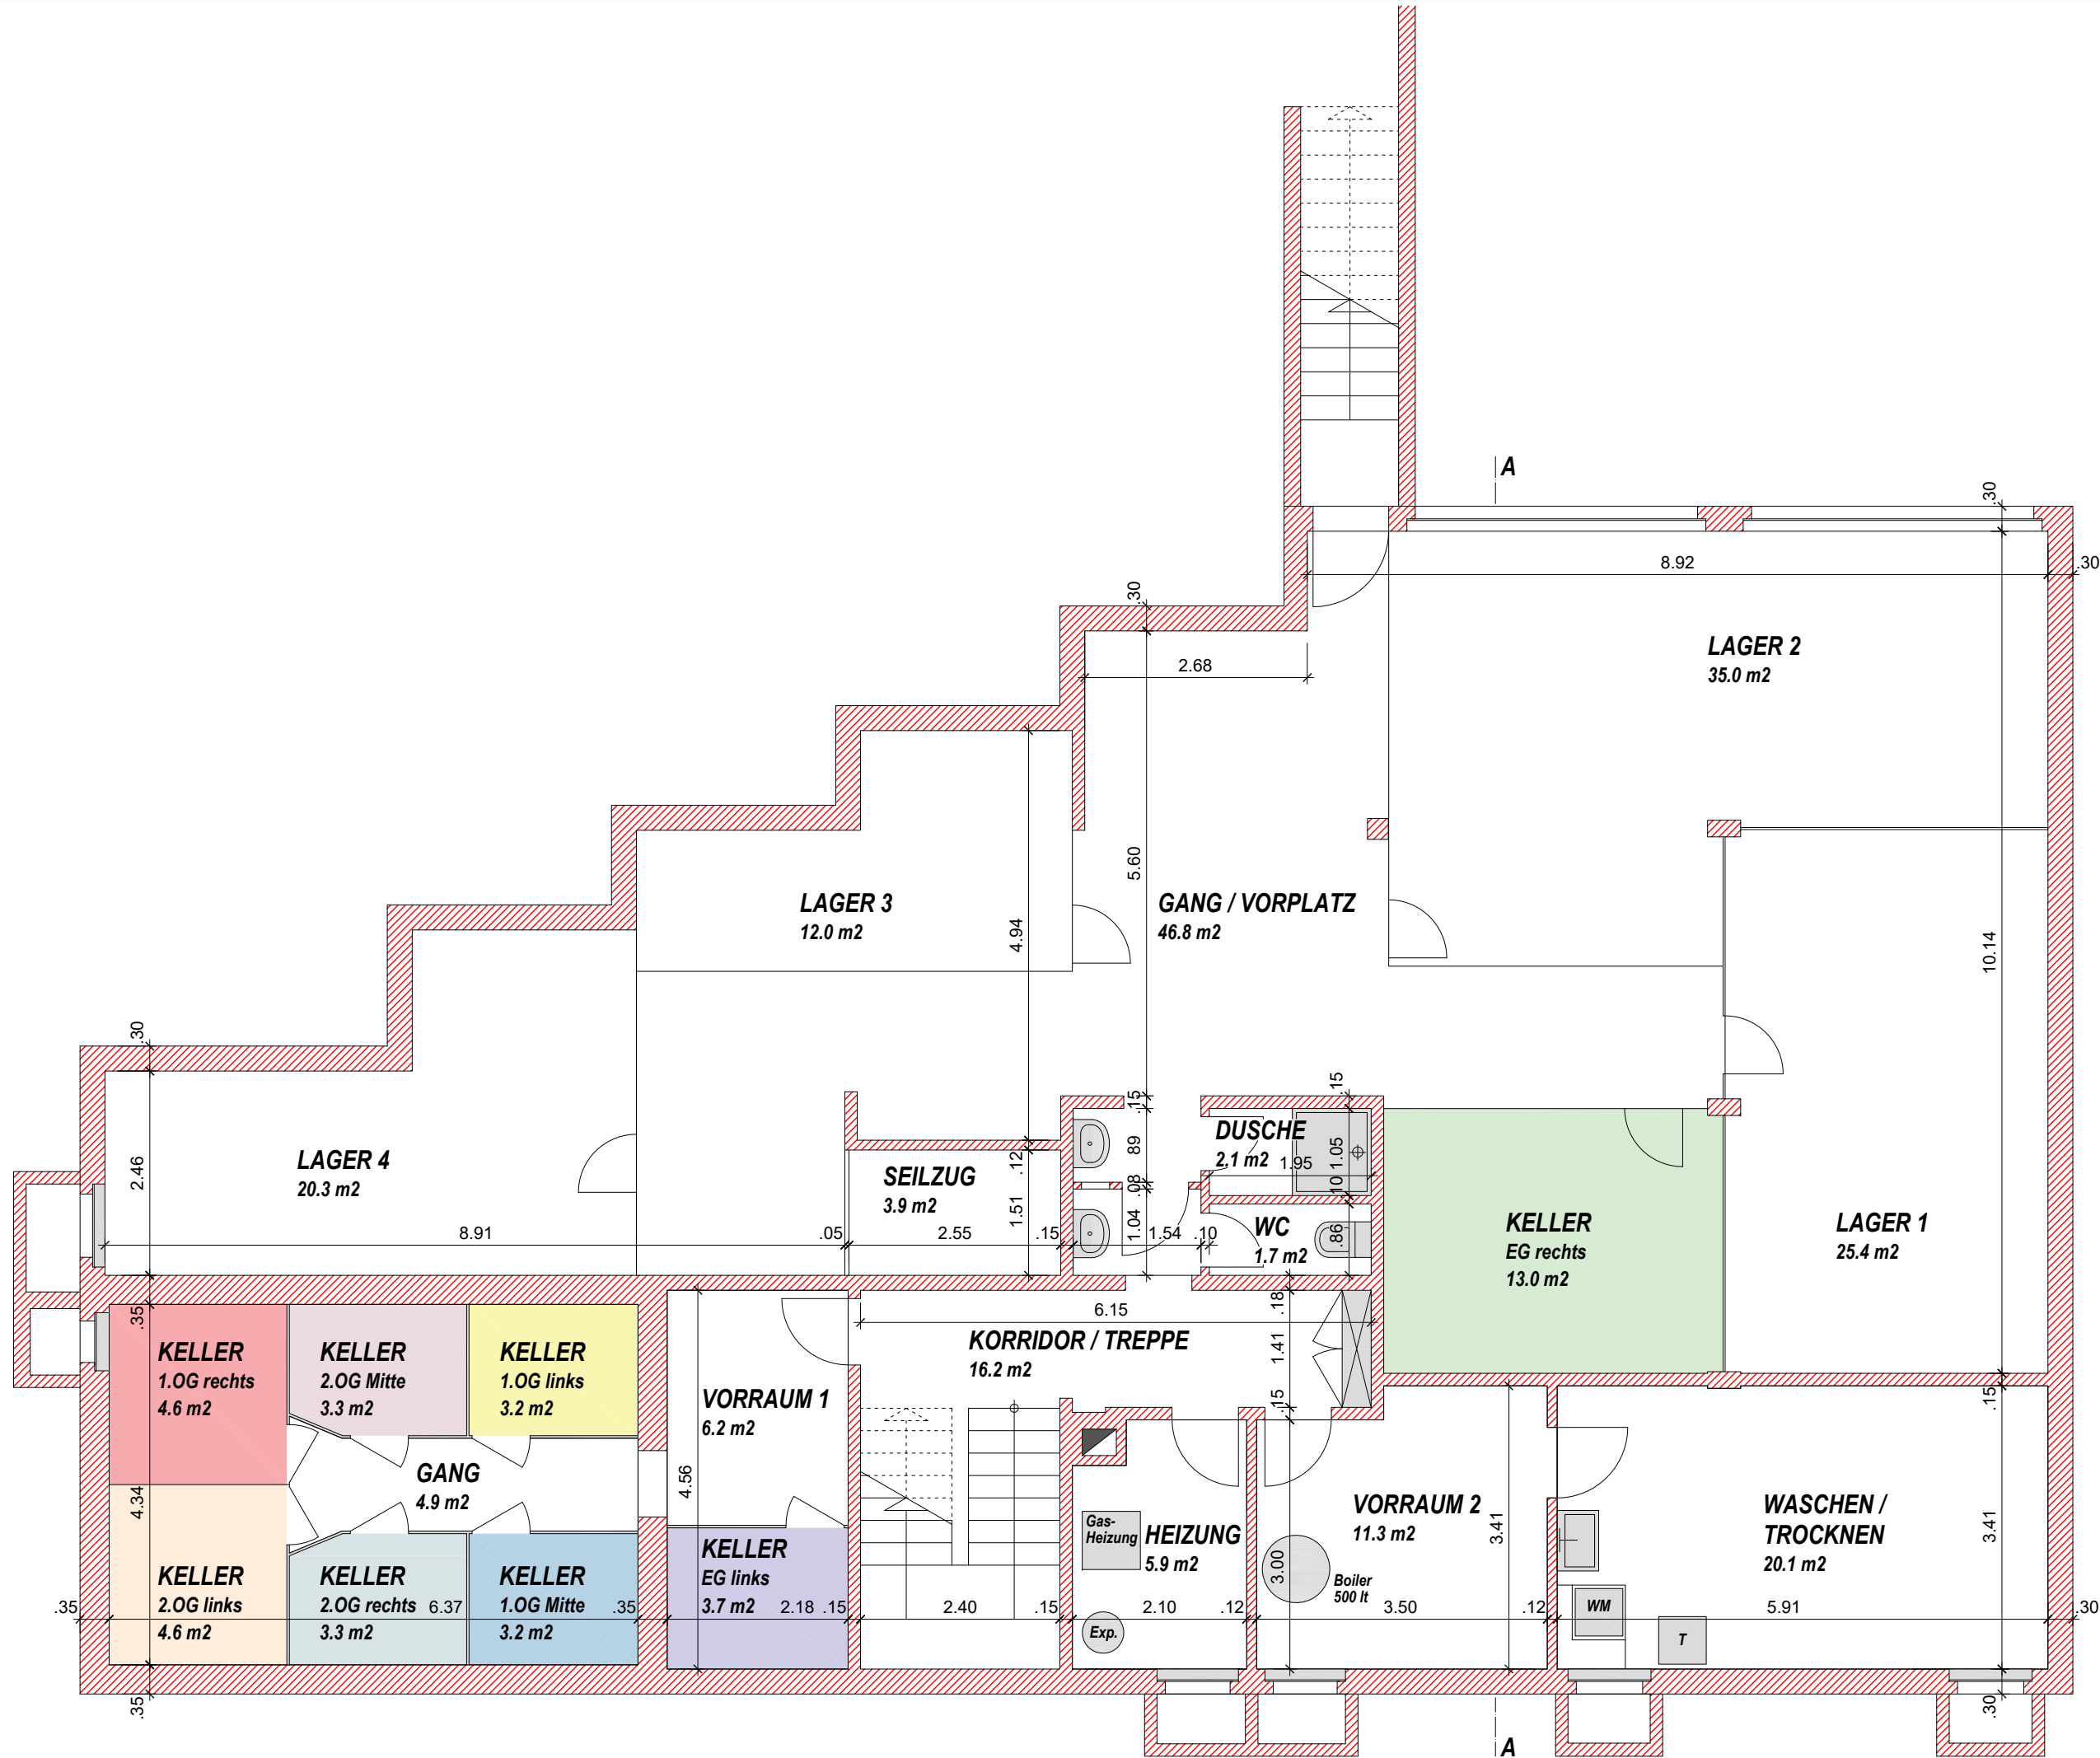 A
.30
8.92
.30
.30
LAGER 2
35.0 m2
2.68
5.60
LAGER 3
12.0 m2
4.94
GANG / VORPLATZ
46.8 m2
10.14
.30
2.46
LAGER 4
20.3 m2
8.91
.05
SEILZUG
3.9 m2
2.55
.12
1.51
.15
.15
89
.08
1.04
1.54
.10
DUSCHE
2.1 m2
1.95
.15
1.05
10
WC
1.7 m2
.86
KELLER
EG rechts
13.0 m2
LAGER 1
25.4 m2
.35
KELLER
1.OG rechts
4.6 m2
KELLER
2.OG Mitte
3.3 m2
KELLER
1.OG links
3.2 m2
GANG
4.9 m2
4.34
VORRAUM 1
6.2 m2
4.56
6.15
KORRIDOR / TREPPE
16.2 m2
.18
1.41
.15
KELLER
2.OG links
4.6 m2
KELLER
2.OG rechts
3.3 m2
6.37
KELLER
1.OG Mitte
3.2 m2
KELLER
EG links
3.7 m2
.35
.35
2.18
.15
2.40
.15
Gas-
Heizung
HEIZUNG
5.9 m2
Exp.
2.10
.12
VORRAUM 2
11.3 m2
3.00
Boiler
500 lt
3.41
3.50
.12
WASCHEN /
TROCKNEN
20.1 m2
WM
T
5.91
.15
3.41
.30
.35
.30
A